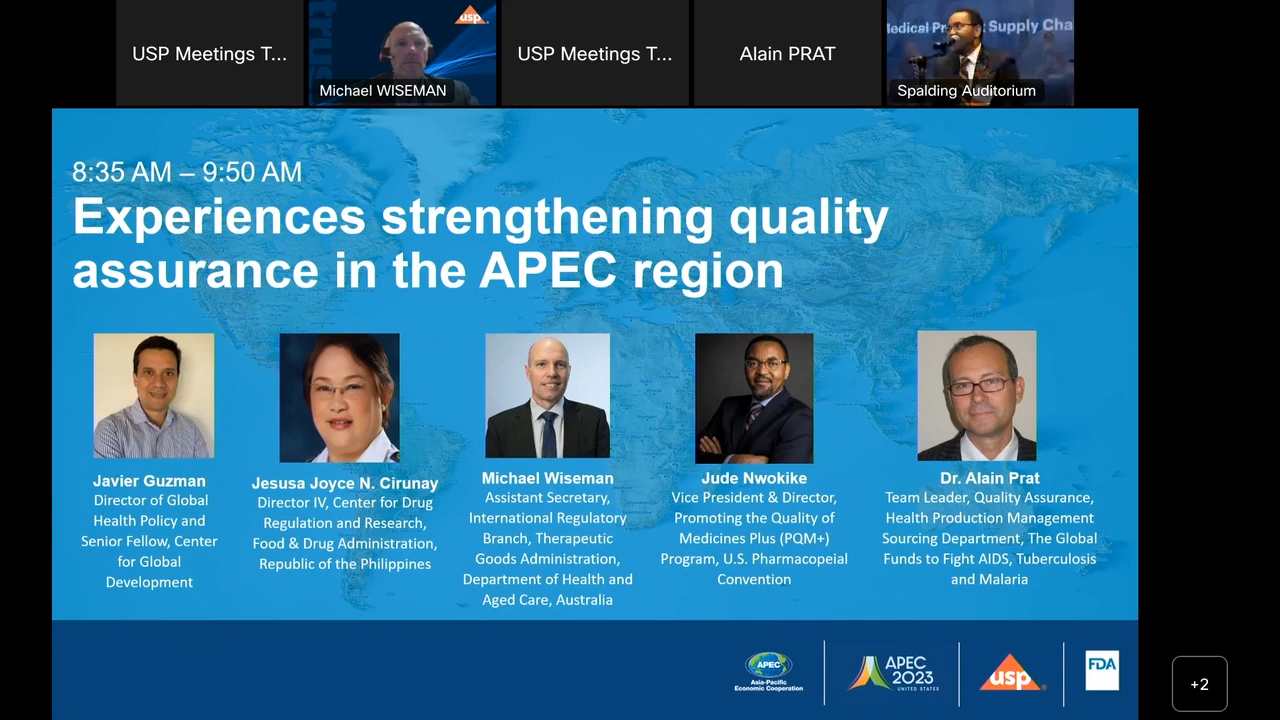 USP Meetings T...
usp
Michael WISEMAN
USP Meetings T...
Alain PRAT
Spalding Auditorium
8:35 AM – 9:50 AM
Experiences strengthening quality
assurance in the APEC region
Javier Guzman
Director of Global
Health Policy and
Senior Fellow, Center
for Global
Development
Jesusa Joyce N. Cirunay
Director IV, Center for Drug
Regulation and Research,
Food & Drug Administration,
Republic of the Philippines
Michael Wiseman
Assistant Secretary,
International Regulatory
Branch, Therapeutic
Goods Administration,
Department of Health and
Aged Care, Australia
Jude Nwokike
Vice President & Director,
Promoting the Quality of
Medicines Plus (PQM+)
Program, U.S. Pharmacopeial
Convention
Dr. Alain Prat
Team Leader, Quality Assurance,
Health Production Management
Sourcing Department, The Global
Funds to Fight AIDS, Tuberculosis
and Malaria
APEC
Asia-Pacific
Economic Cooperation
APEC
2023
UNITED STATES
usp
FDA
+2